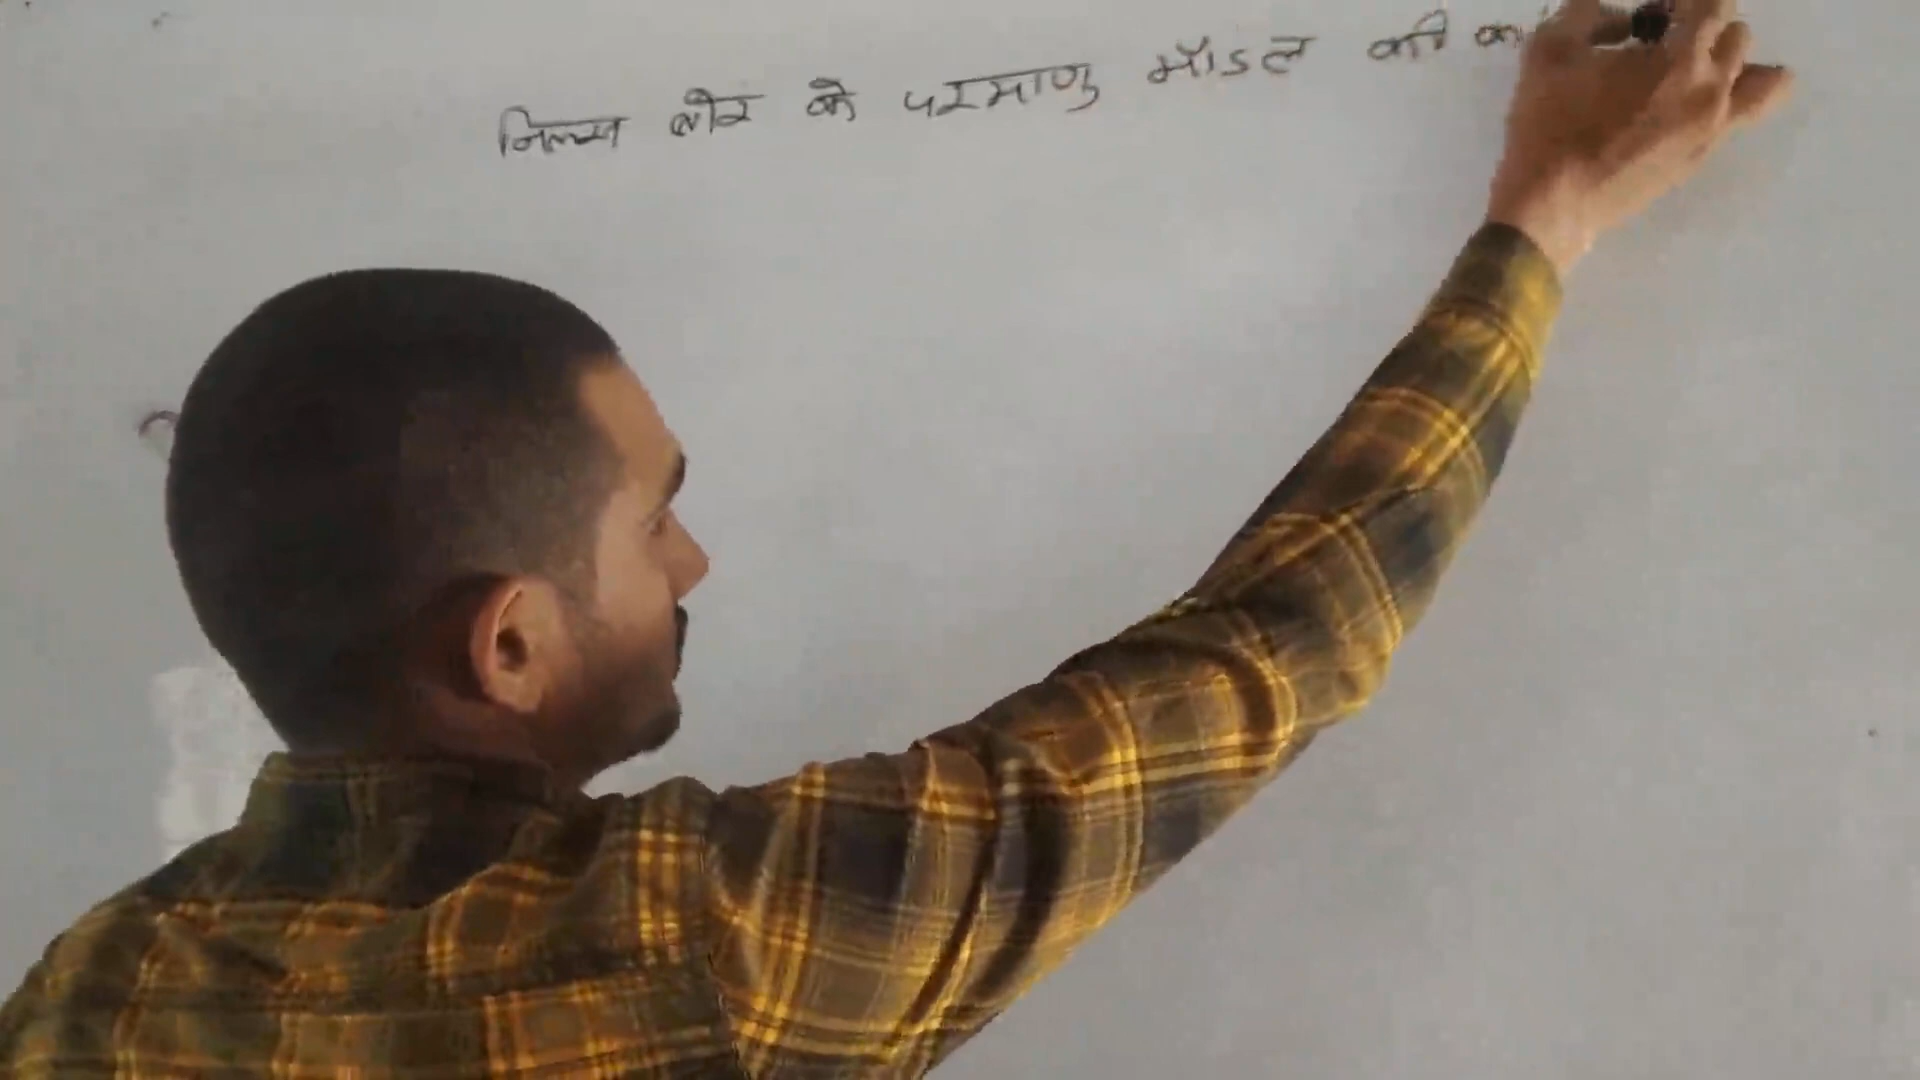 निल्स बोर के परमाणु मॉडल की